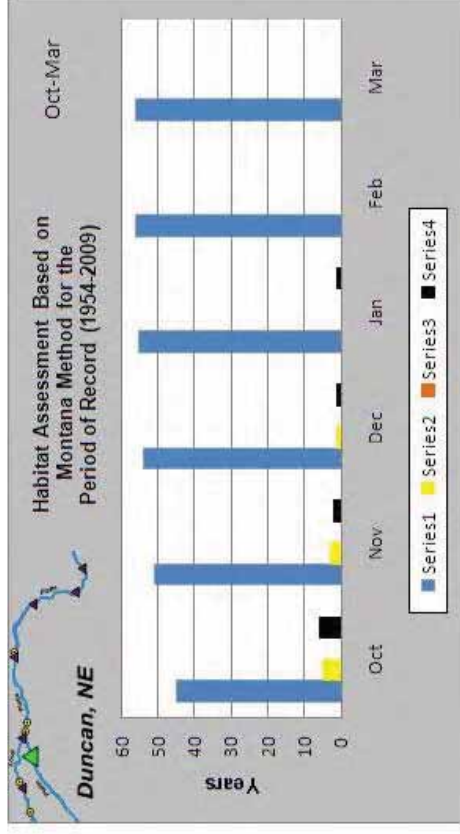 Duncan, NE
Habitat Assessment Based on
Montana Method for the
Period of Record (1954-2009)
Oct-Mar
Years
60
50
40
30
20
10
0
Oct
Nov
Dec
Jan
Feb
Mar
Series1
Series2
Series3
Series4